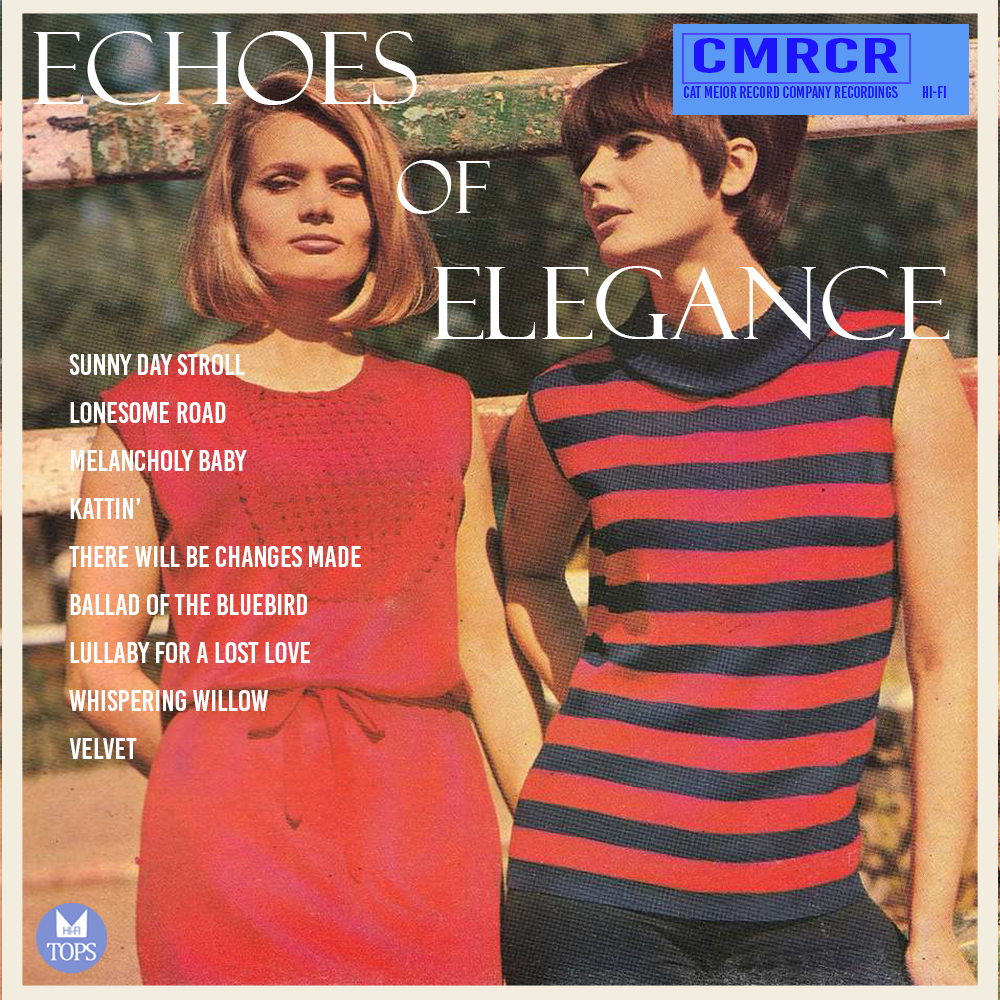 ECHOES
OF
ELEGANCE
CMRCR
CAT MEIOR RECORD COMPANY RECORDINGS HI-FI
SUNNY DAY STROLL
LONESOME ROAD
MELANCHOLY BABY
KATTIN'
THERE WILL BE CHANGES MADE
BALLAD OF THE BLUEBIRD
LULLABY FOR A LOST LOVE
WHISPERING WILLOW
VELVET
HI-FI
TOPS